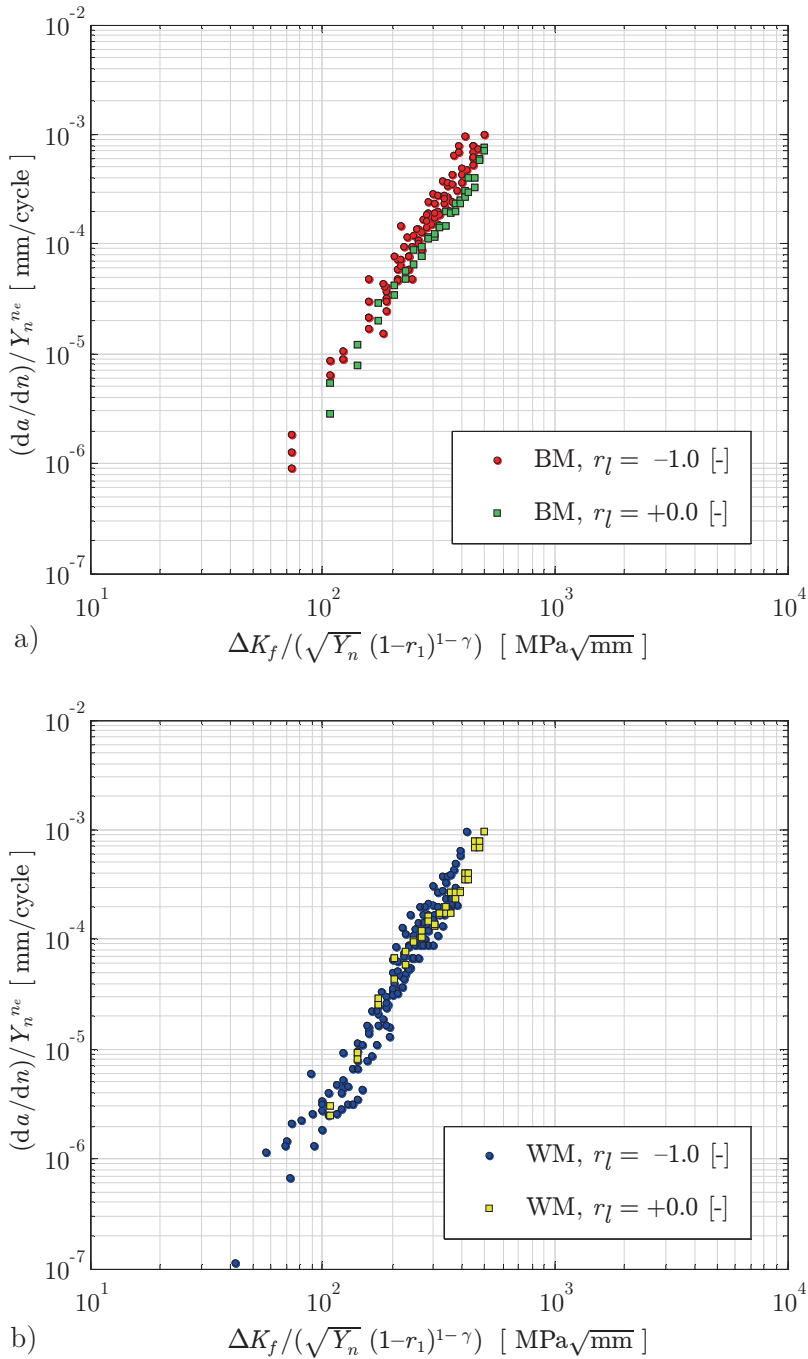 10^-2
10^-3
10^-4
10^-5
10^-6
10^-7
(da/dn)/Y_n^{n_e} [ mm/cycle ]
BM, r_l = –1.0 [-]
BM, r_l = +0.0 [-]
10^1 10^2 10^3 10^4
a) ΔK_f/(√Y_n (1–r_1)^{1–γ}) [ MPa√mm ]
10^-2
10^-3
10^-4
10^-5
10^-6
10^-7
(da/dn)/Y_n^{n_e} [ mm/cycle ]
WM, r_l = –1.0 [-]
WM, r_l = +0.0 [-]
10^1 10^2 10^3 10^4
b) ΔK_f/(√Y_n (1–r_1)^{1–γ}) [ MPa√mm ]